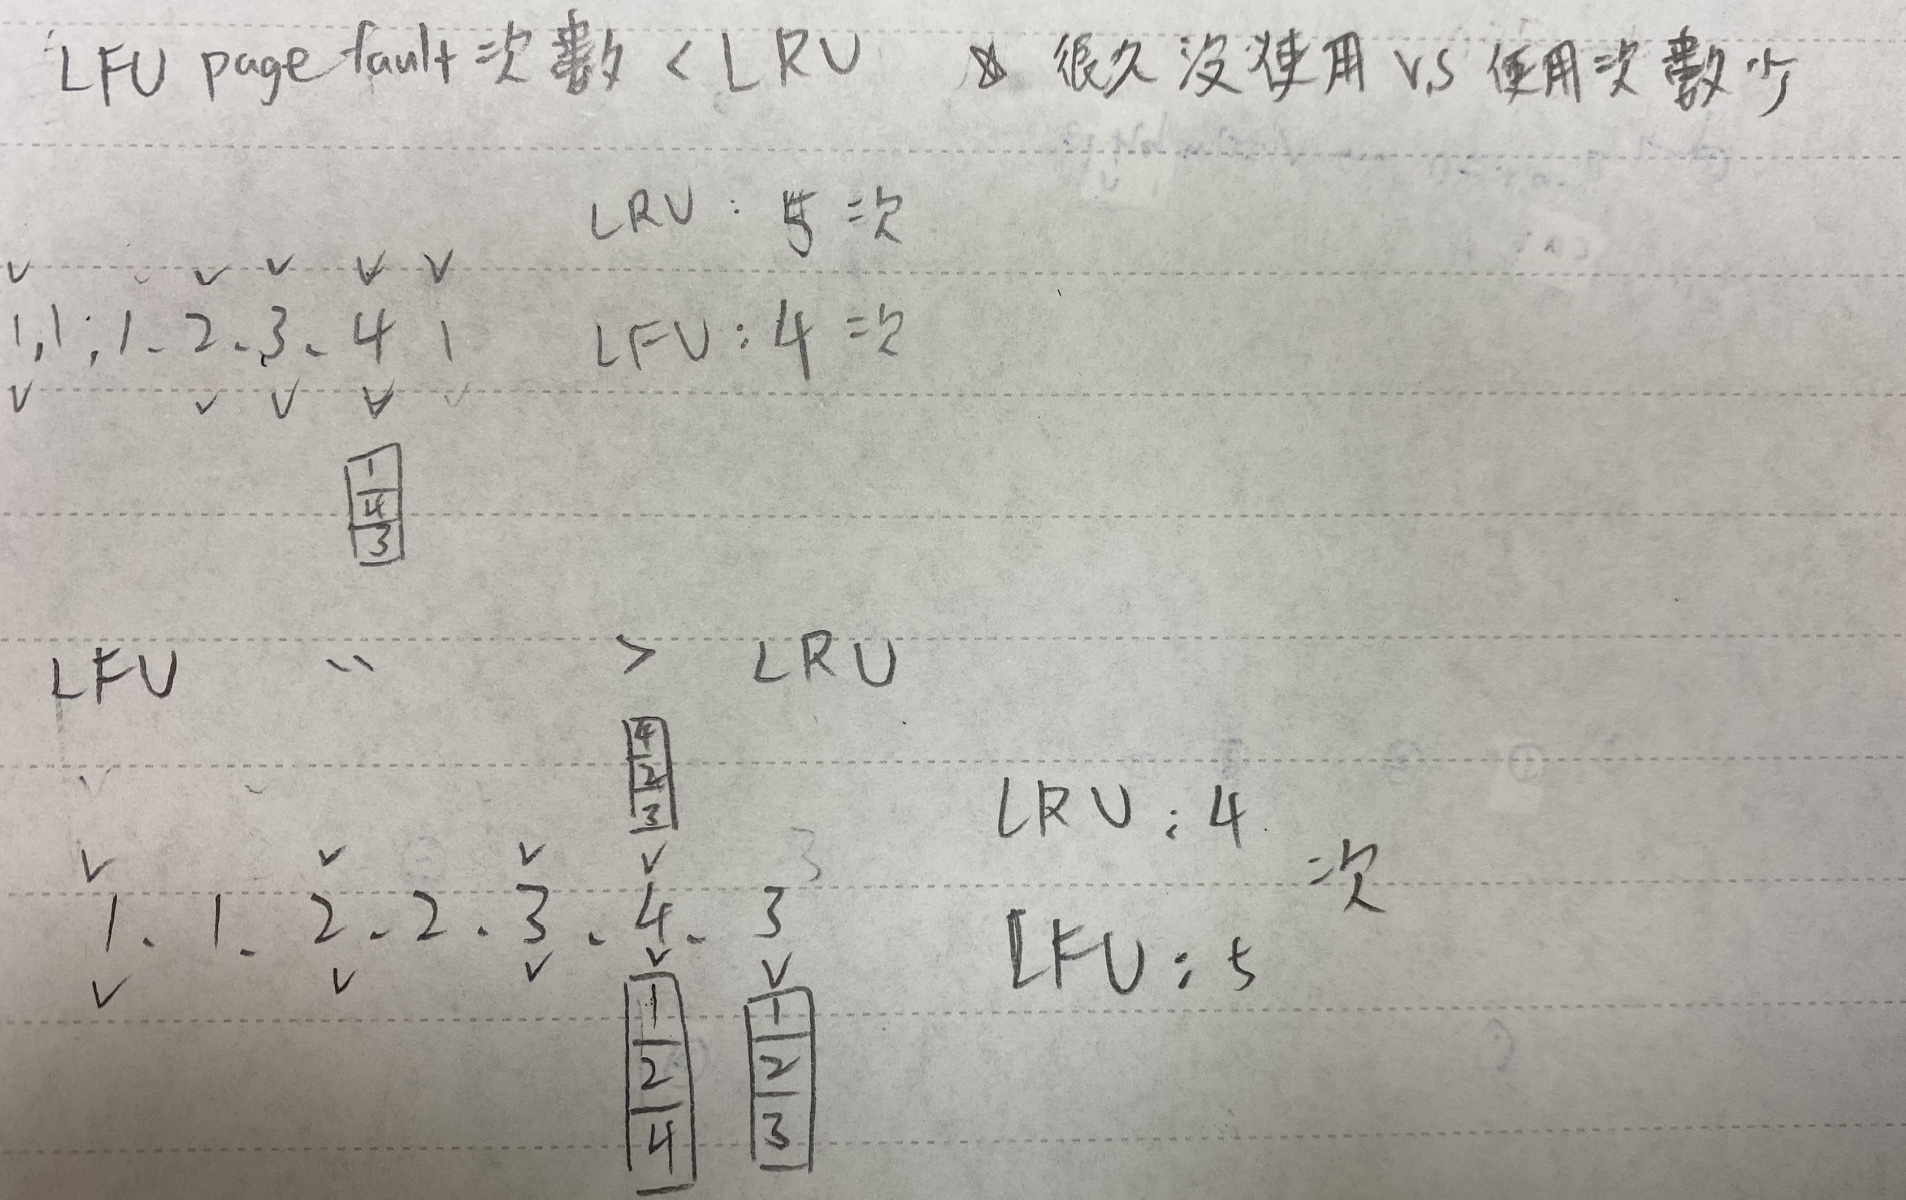 LFU page fault 次數 < LRU ☆ 很久沒使用 v.s 使用次數少
LRU : 5 次
✓ ✓ ✓ ✓ ✓
1, 1, 1. 2. 3. 4 1 LFU : 4 次
✓ ✓ ✓ ✓
1
4
3
LFU 〃 > LRU
4
2
3
LRU : 4
✓ ✓ ✓ ✓
次
1. 1. 2. 2. 3. 4. 3
LFU : 5
✓ ✓ ✓ ✓ ✓
1 1
2 2
4 3